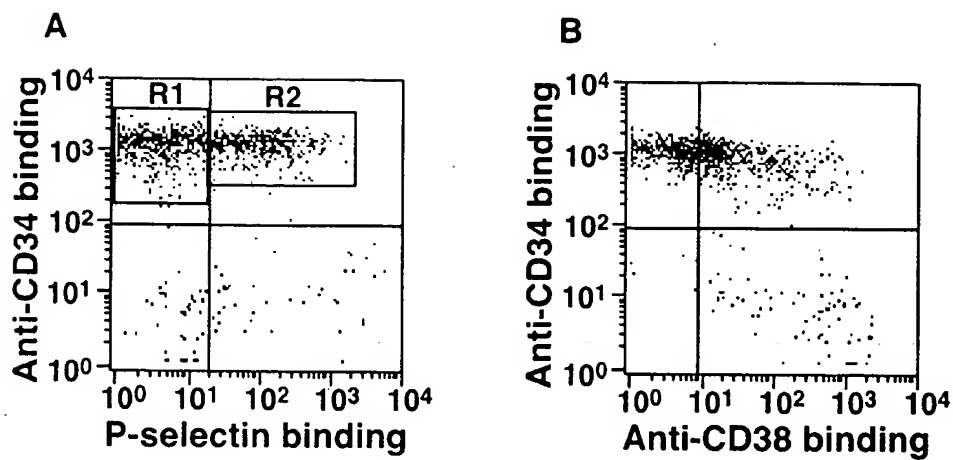 A
Anti-CD34 binding
10⁴
10³
10²
10¹
10⁰
R1
R2
10⁰ 10¹ 10² 10³ 10⁴
P-selectin binding
B
Anti-CD34 binding
10⁴
10³
10²
10¹
10⁰
10⁰ 10¹ 10² 10³ 10⁴
Anti-CD38 binding